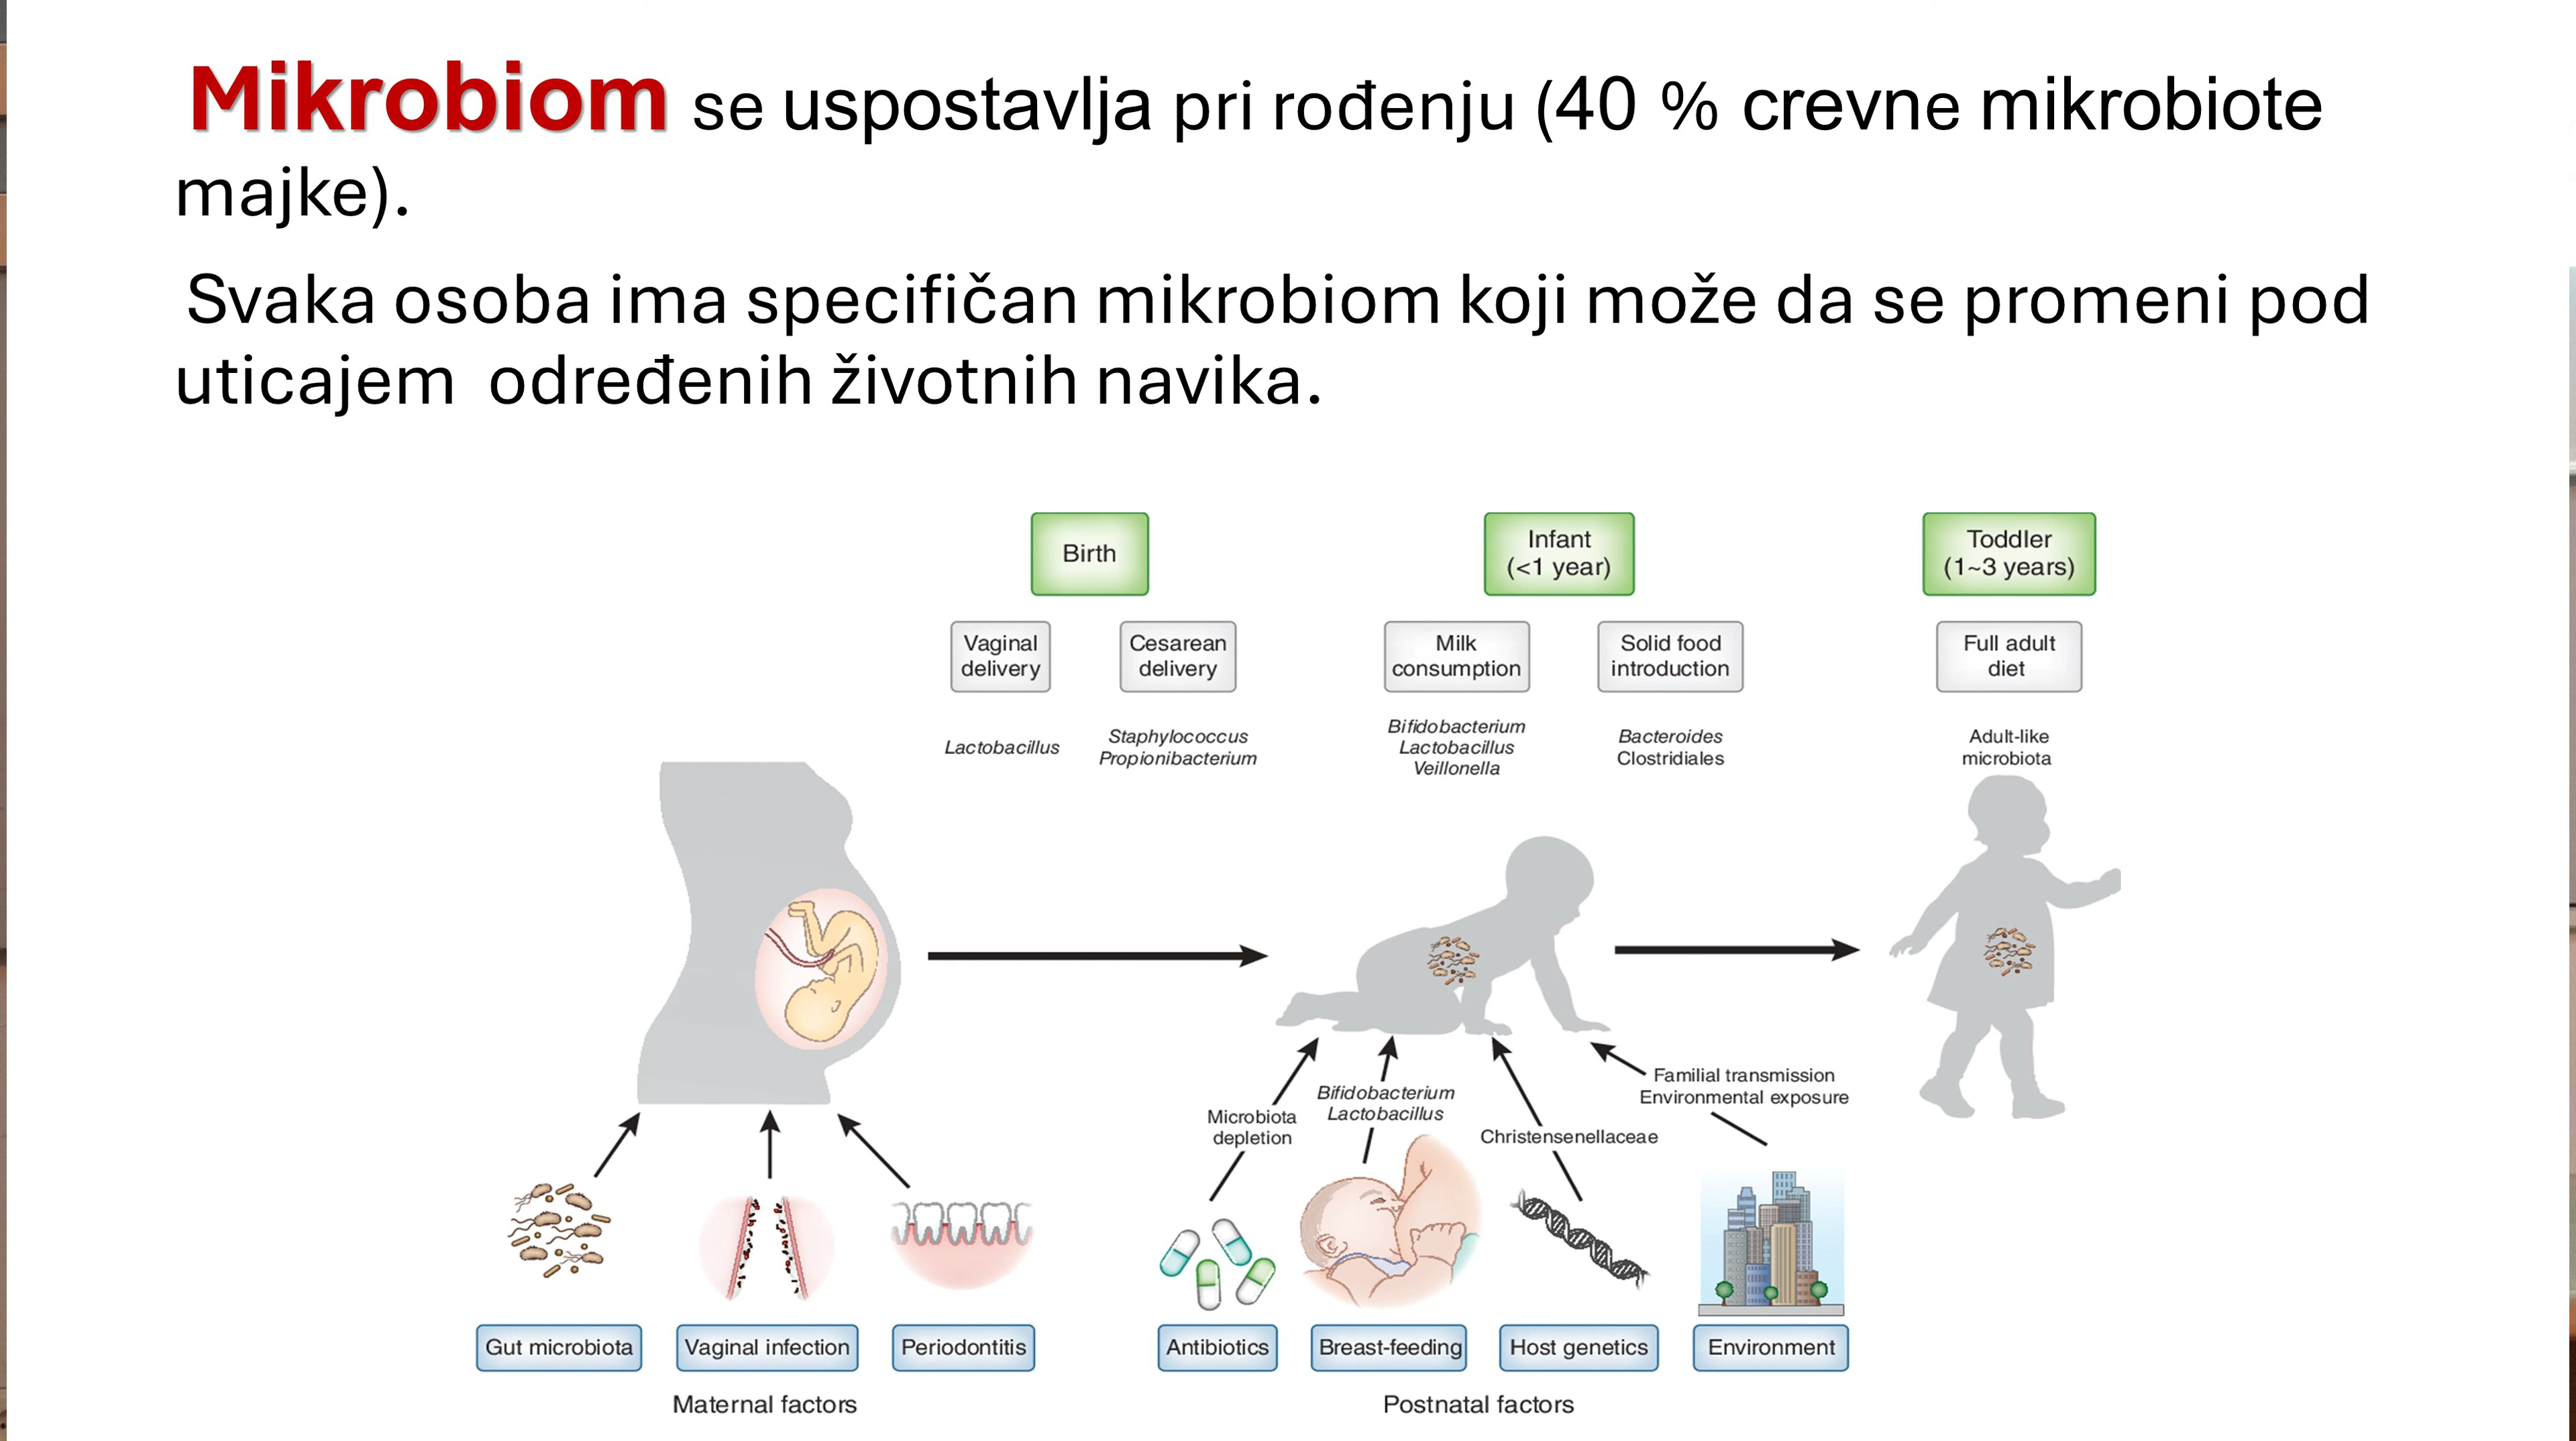 Mikrobiom se uspostavlja pri rođenju (40 % crevne mikrobiote
majke).
Svaka osoba ima specifičan mikrobiom koji može da se promeni pod
uticajem  određenih životnih navika.
Birth
Infant
(<1 year)
Toddler
(1~3 years)
Vaginal
delivery
Cesarean
delivery
Milk
consumption
Solid food
introduction
Full adult
diet
Lactobacillus
Staphylococcus
Propionibacterium
Bifidobacterium
Lactobacillus
Veillonella
Bacteroides
Clostridiales
Adult-like
microbiota
Microbiota
depletion
Bifidobacterium
Lactobacillus
Christensenellaceae
Familial transmission
Environmental exposure
Gut microbiota
Vaginal infection
Periodontitis
Antibiotics
Breast-feeding
Host genetics
Environment
Maternal factors
Postnatal factors